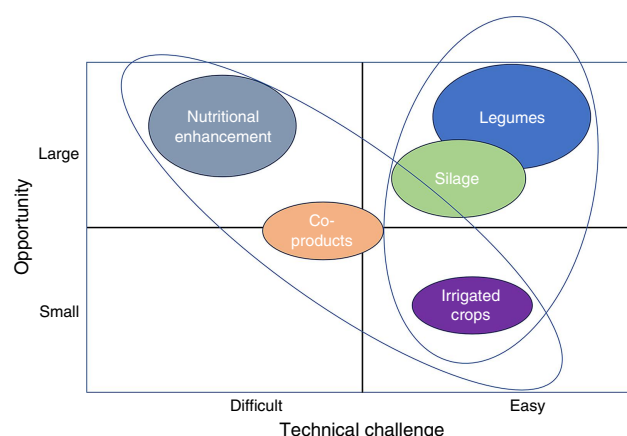 Nutritional
enhancement
Legumes
Large
Silage
Co-
products
Opportunity
Irrigated
crops
Small
Difficult
Easy
Technical challenge